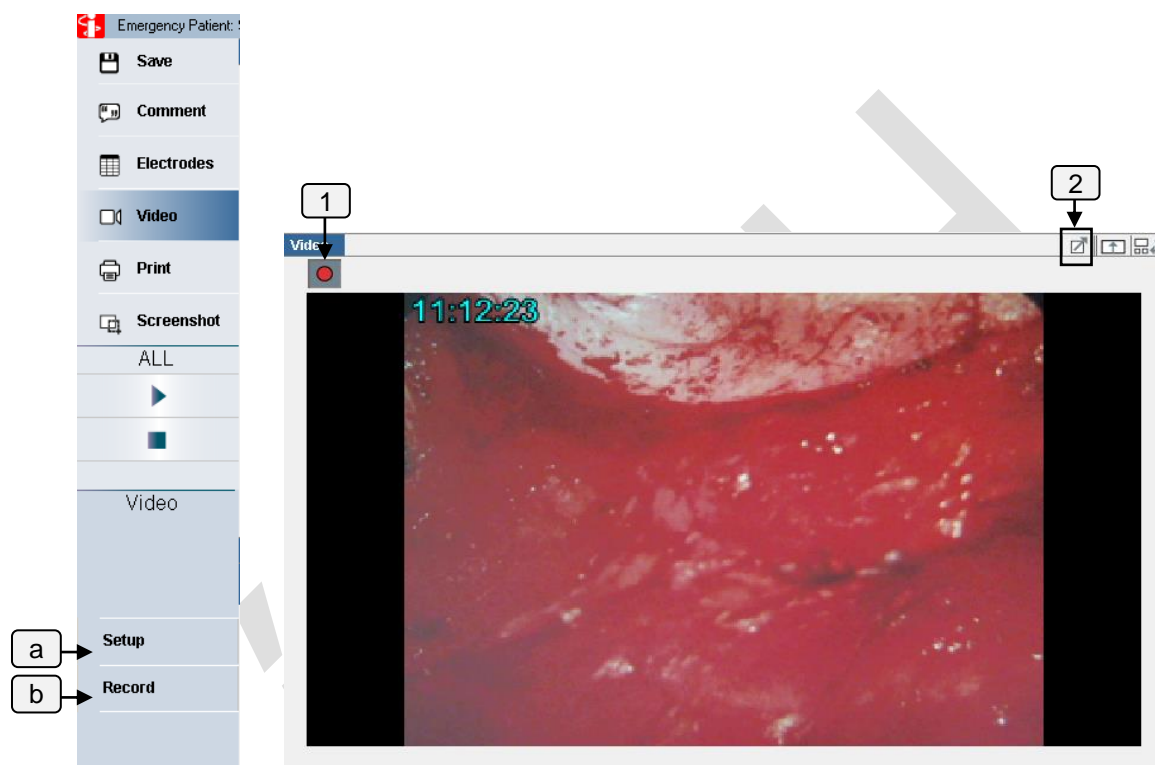 Emergency Patient:
Save
Comment
Electrodes
Video
Print
Screenshot
ALL
Video
Setup
Record
a
b
1
2
Video
11:12:23